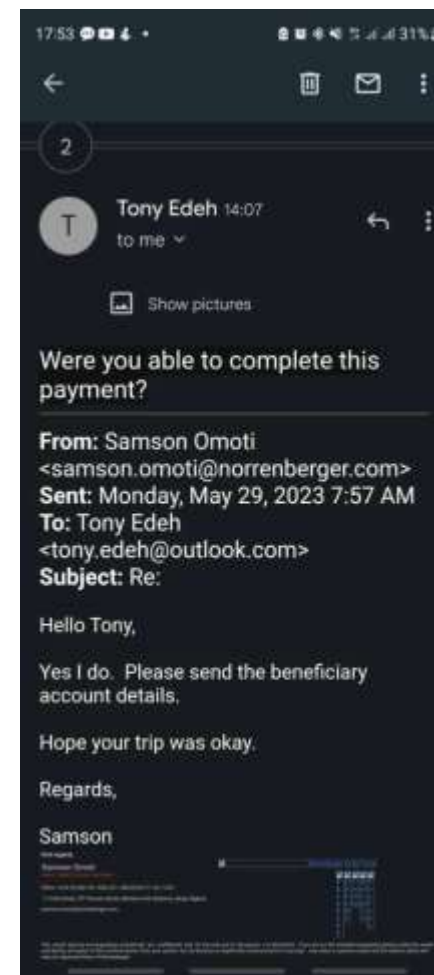 17:53
31%
2
Tony Edeh 14:07
T
to me
Show pictures
Were you able to complete this
payment?
From: Samson Omoti
<samson.omoti@norrenberger.com>
Sent: Monday, May 29, 2023 7:57 AM
To: Tony Edeh
<tony.edeh@outlook.com>
Subject: Re:
Hello Tony,
Yes I do. Please send the beneficiary
account details.
Hope your trip was okay.
Regards,
Samson